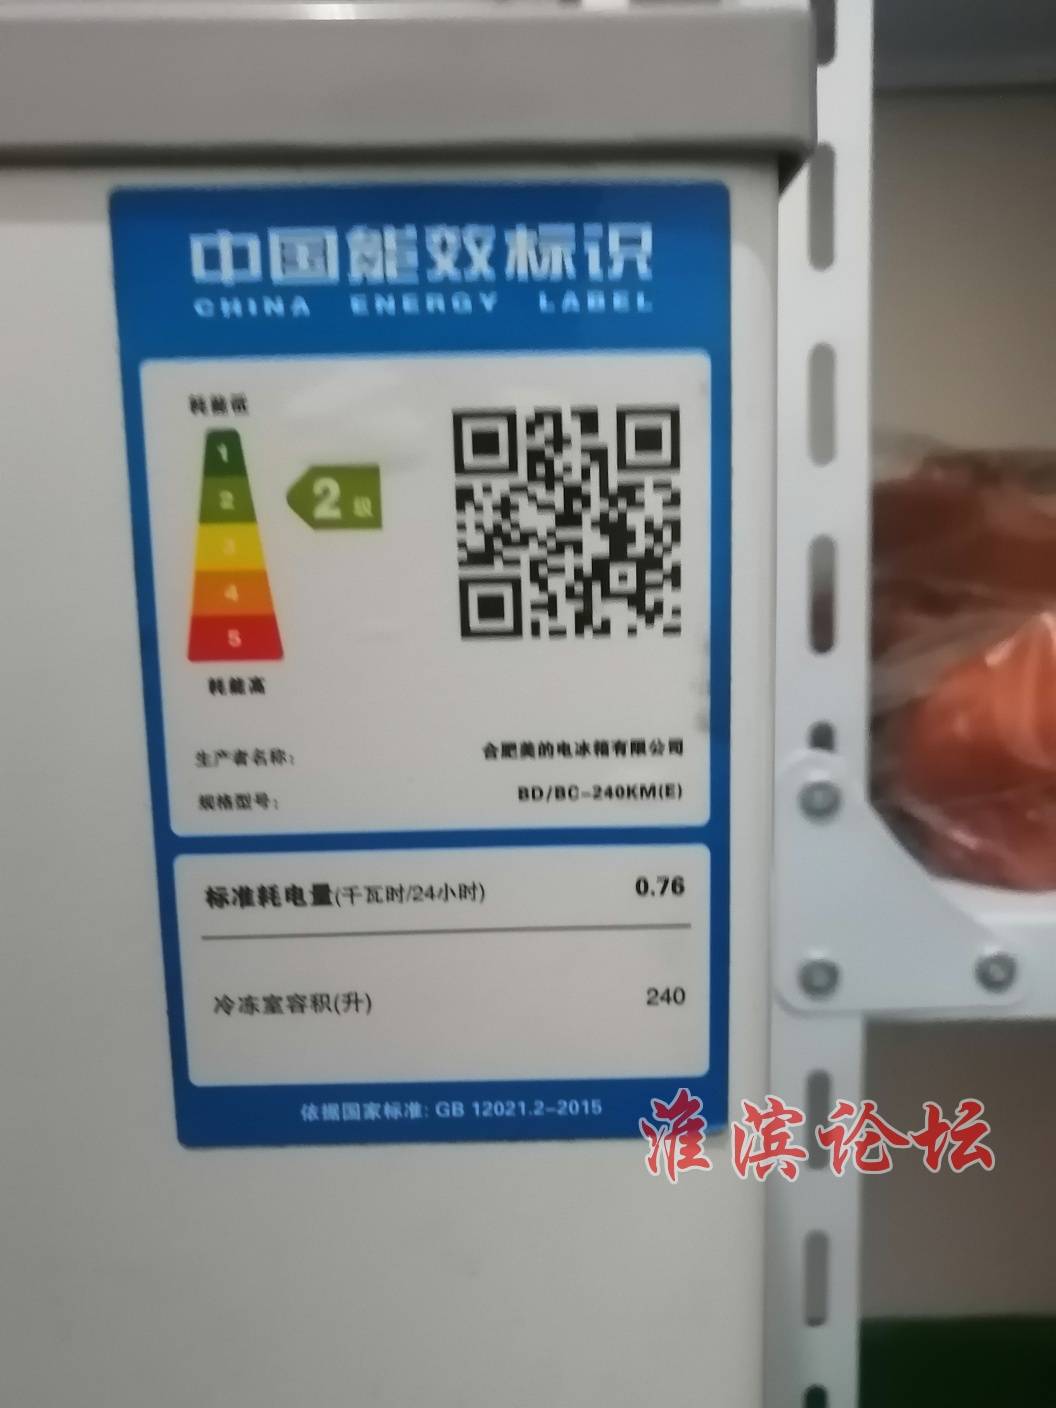 中国能效标识
CHINA ENERGY LABEL
耗能低
1
2
2级
3
4
5
耗能高
生产者名称:
合肥美的电冰箱有限公司
规格型号:
BD/BC-240KM(E)
标准耗电量(千瓦时/24小时)
0.76
冷冻室容积(升)
240
依据国家标准: GB 12021.2-2015
淮滨论坛